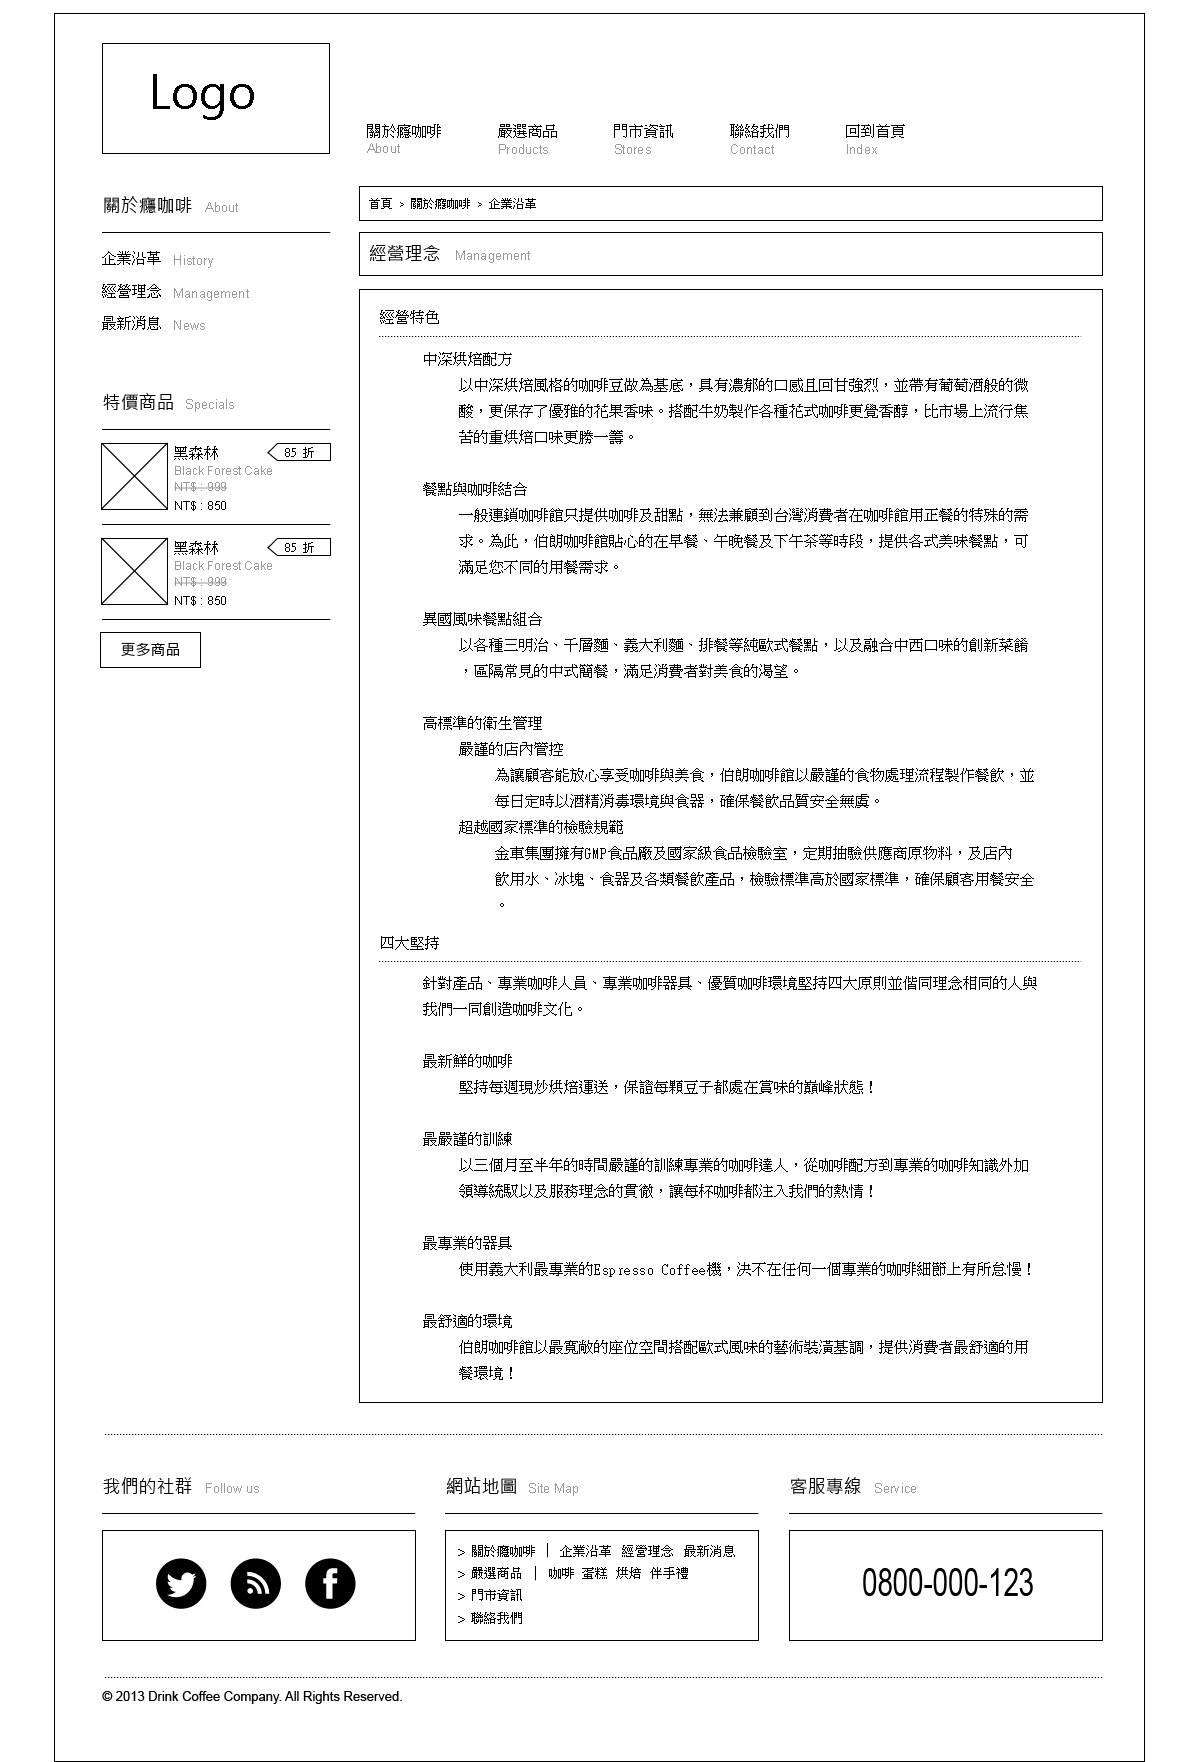 Logo
關於癮咖啡 嚴選商品 門市資訊 聯絡我們 回到首頁
About Products Stores Contact Index
關於癮咖啡 About
企業沿革 History
經營理念 Management
最新消息 News
特價商品 Specials
黑森林 85 折
Black Forest Cake
NT$ : 999
NT$ : 850
黑森林 85 折
Black Forest Cake
NT$ : 999
NT$ : 850
更多商品
首頁 > 關於癮咖啡 > 企業沿革
經營理念 Management
經營特色
中深烘焙配方
以中深烘焙風格的咖啡豆做為基底，具有濃郁的口感且回甘強烈，並帶有葡萄酒般的微
酸，更保存了優雅的花果香味。搭配牛奶製作各種花式咖啡更覺香醇，比市場上流行焦
苦的重烘焙口味更勝一籌。
餐點與咖啡結合
一般連鎖咖啡館只提供咖啡及甜點，無法兼顧到台灣消費者在咖啡館用正餐的特殊的需
求。為此，伯朗咖啡館貼心的在早餐、午晚餐及下午茶等時段，提供各式美味餐點，可
滿足您不同的用餐需求。
異國風味餐點組合
以各種三明治、千層麵、義大利麵、排餐等純歐式餐點，以及融合中西口味的創新菜餚
，區隔常見的中式簡餐，滿足消費者對美食的渴望。
高標準的衛生管理
嚴謹的店內管控
為讓顧客能放心享受咖啡與美食，伯朗咖啡館以嚴謹的食物處理流程製作餐飲，並
每日定時以酒精消毒環境與食器，確保餐飲品質安全無虞。
超越國家標準的檢驗規範
金車集團擁有GMP食品廠及國家級食品檢驗室，定期抽驗供應商原物料，及店內
飲用水、冰塊、食器及各類餐飲產品，檢驗標準高於國家標準，確保顧客用餐安全
。
四大堅持
針對產品、專業咖啡人員、專業咖啡器具、優質咖啡環境堅持四大原則並偕同理念相同的人與
我們一同創造咖啡文化。
最新鮮的咖啡
堅持每週現炒烘焙運送，保證每顆豆子都處在賞味的巔峰狀態！
最嚴謹的訓練
以三個月至半年的時間嚴謹的訓練專業的咖啡達人，從咖啡配方到專業的咖啡知識外加
領導統馭以及服務理念的貫徹，讓每杯咖啡都注入我們的熱情！
最專業的器具
使用義大利最專業的Espresso Coffee機，決不在任何一個專業的咖啡細節上有所怠慢！
最舒適的環境
伯朗咖啡館以最寬敞的座位空間搭配歐式風味的藝術裝潢基調，提供消費者最舒適的用
餐環境！
我們的社群 Follow us
網站地圖 Site Map
> 關於癮咖啡 | 企業沿革 經營理念 最新消息
> 嚴選商品 | 咖啡 蛋糕 烘焙 伴手禮
> 門市資訊
> 聯絡我們
客服專線 Service
0800-000-123
© 2013 Drink Coffee Company. All Rights Reserved.